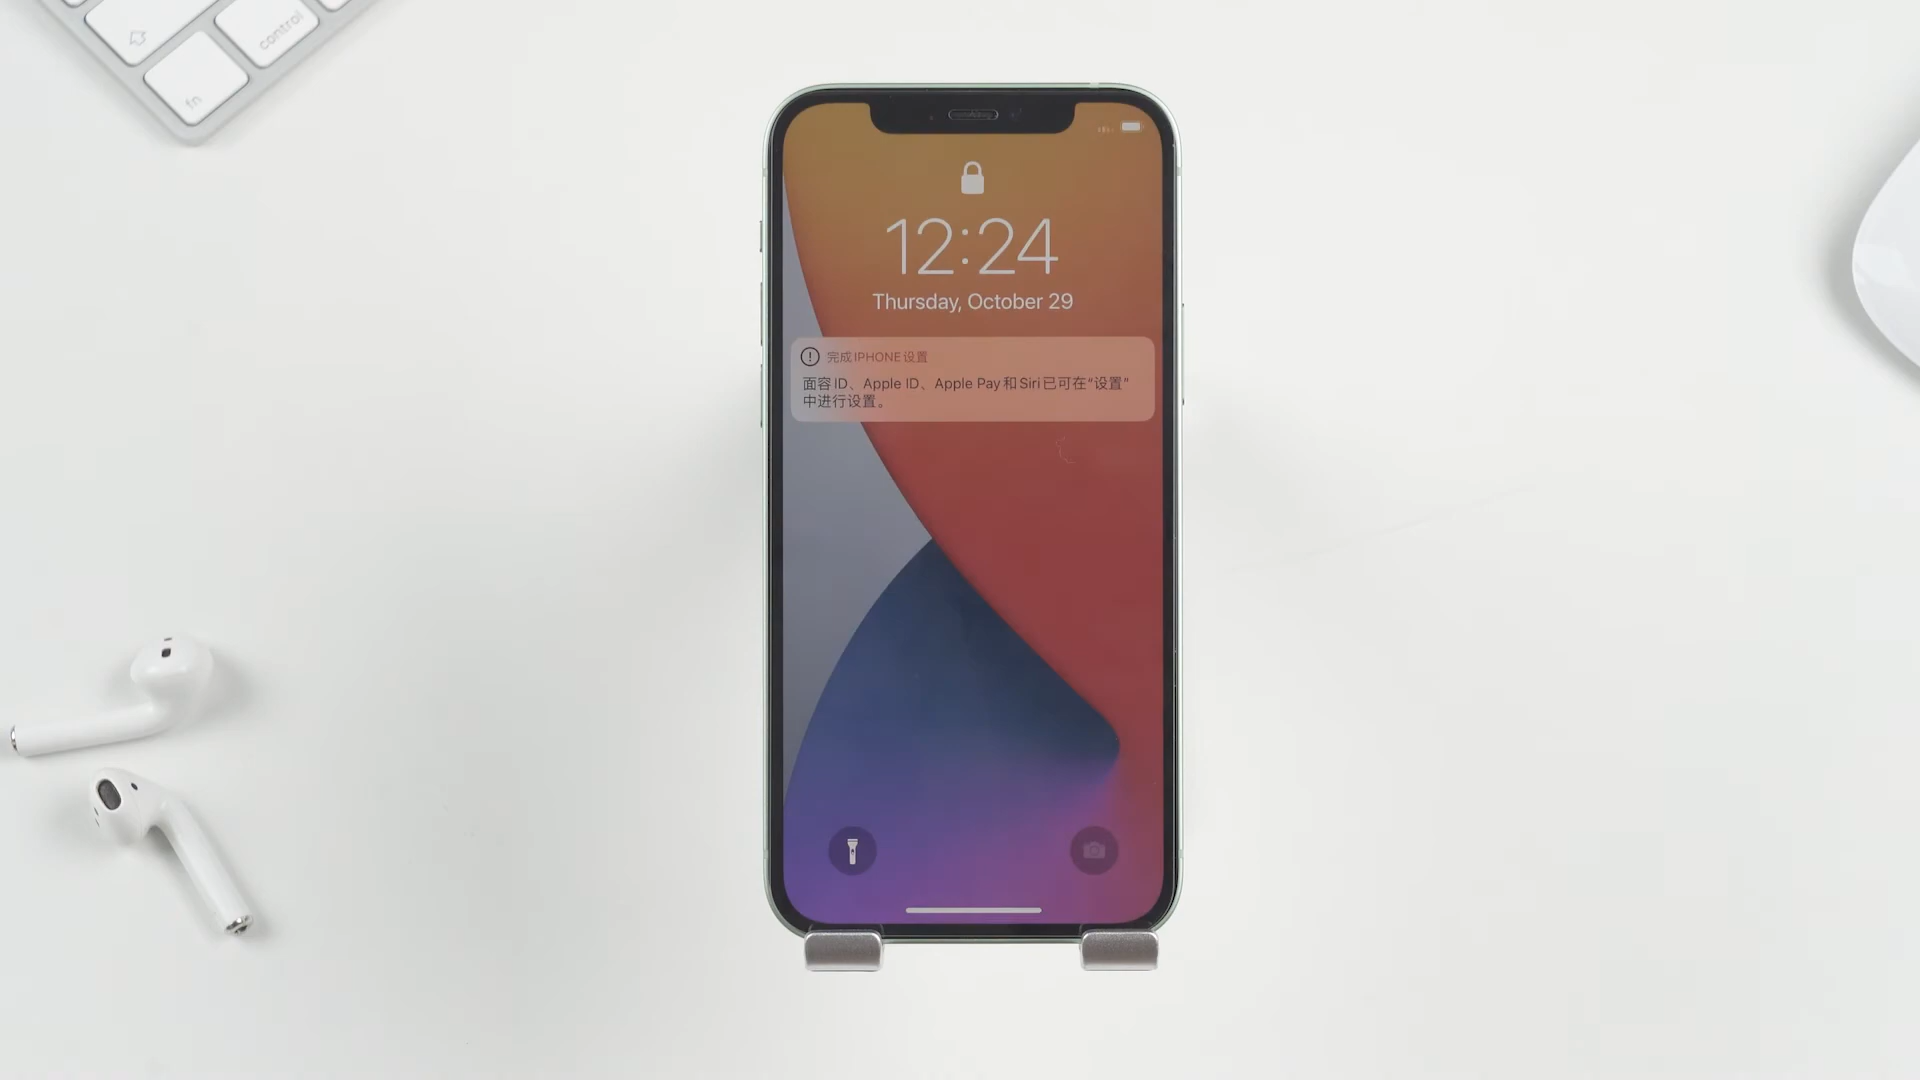 control
fn
12:24
Thursday, October 29
完成IPHONE设置
面容ID、Apple ID、Apple Pay和Siri已可在“设置”
中进行设置。